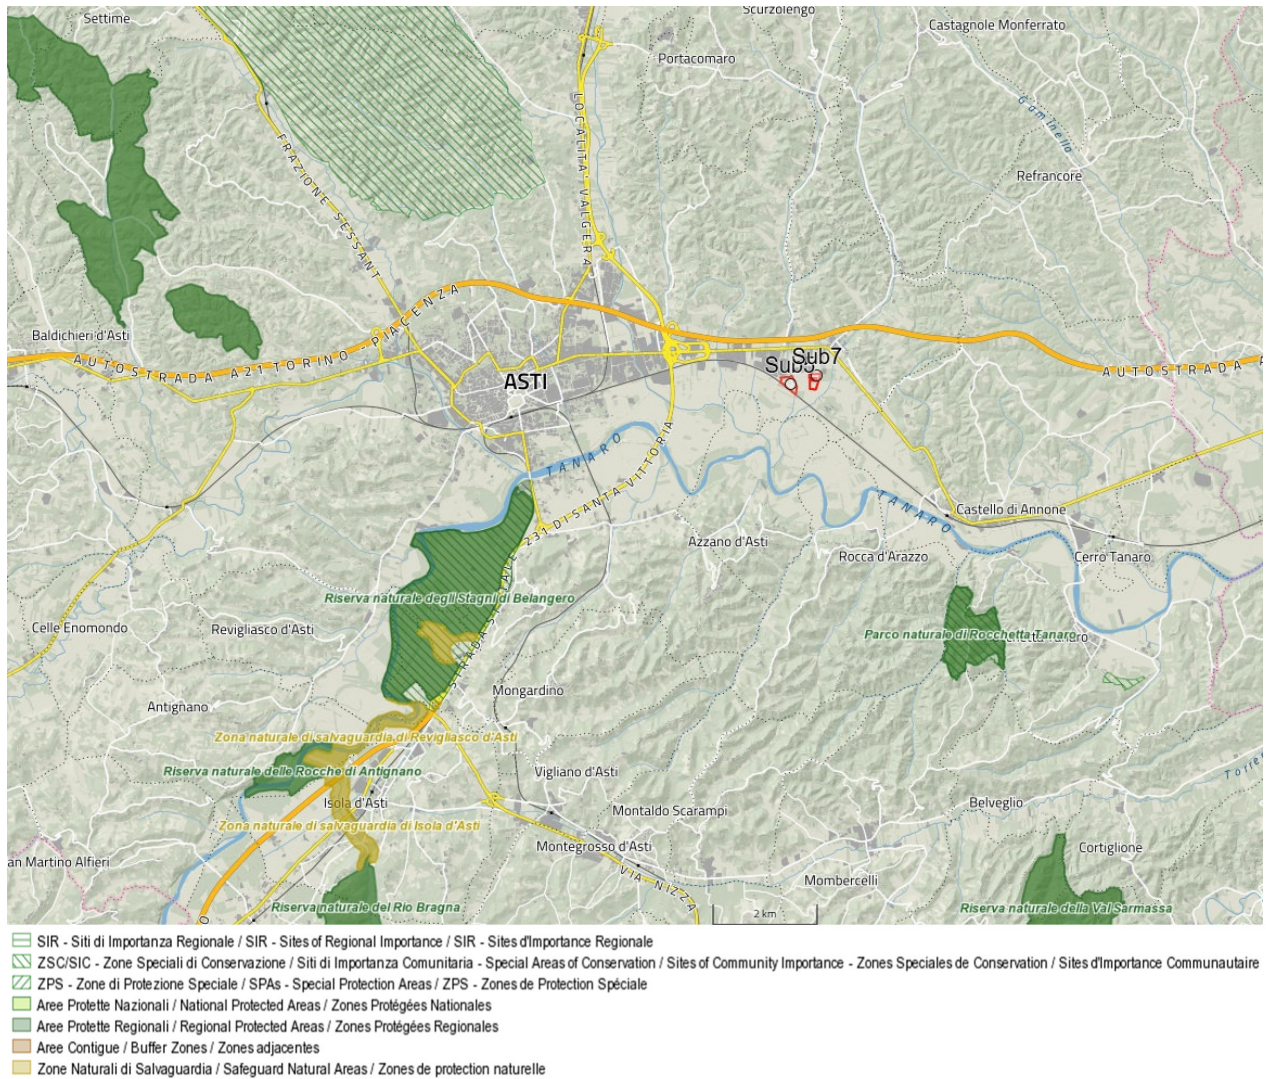 Settime
Scurzolengo
Castagnole Monferrato
Portacomaro
Gaminella
LOCALITA' VALGERA
FRAZIONE SESSANT
Refrancore
Baldichieri d'Asti
AUTOSTRADA A21 TORINO - PIACENZA
Sub5
Sub7
AUTOSTRADA A
ASTI
TANARO
STRADA STATALE 231 DI SANTA VITTORIA
TANARO
Castello di Annone
Azzano d'Asti
Rocca d'Arazzo
Cerro Tanaro
Riserva naturale degli Stagni di Belangero
Celle Enomondo
Revigliasco d'Asti
Parco naturale di Rocchetta Tanaro
Mongardino
Antignano
Zona naturale di salvaguardia di Revigliasco d'Asti
Riserva naturale delle Rocche di Antignano
Vigliano d'Asti
Isola d'Asti
Montaldo Scarampi
Belveglio
Zona naturale di salvaguardia di Isola d'Asti
Montegrosso d'Asti
Cortiglione
an Martino Alfieri
VIA NIZZA
Mombercelli
Riserva naturale del Rio Bragna
2 km
Riserva naturale della Val Sarmassa
SIR - Siti di Importanza Regionale / SIR - Sites of Regional Importance / SIR - Sites d'Importance Regionale
ZSC/SIC - Zone Speciali di Conservazione / Siti di Importanza Comunitaria - Special Areas of Conservation / Sites of Community Importance - Zones Speciales de Conservation / Sites d'Importance Communautaire
ZPS - Zone di Protezione Speciale / SPAs - Special Protection Areas / ZPS - Zones de Protection Spéciale
Aree Protette Nazionali / National Protected Areas / Zones Protégées Nationales
Aree Protette Regionali / Regional Protected Areas / Zones Protégées Regionales
Aree Contigue / Buffer Zones / Zones adjacentes
Zone Naturali di Salvaguardia / Safeguard Natural Areas / Zones de protection naturelle